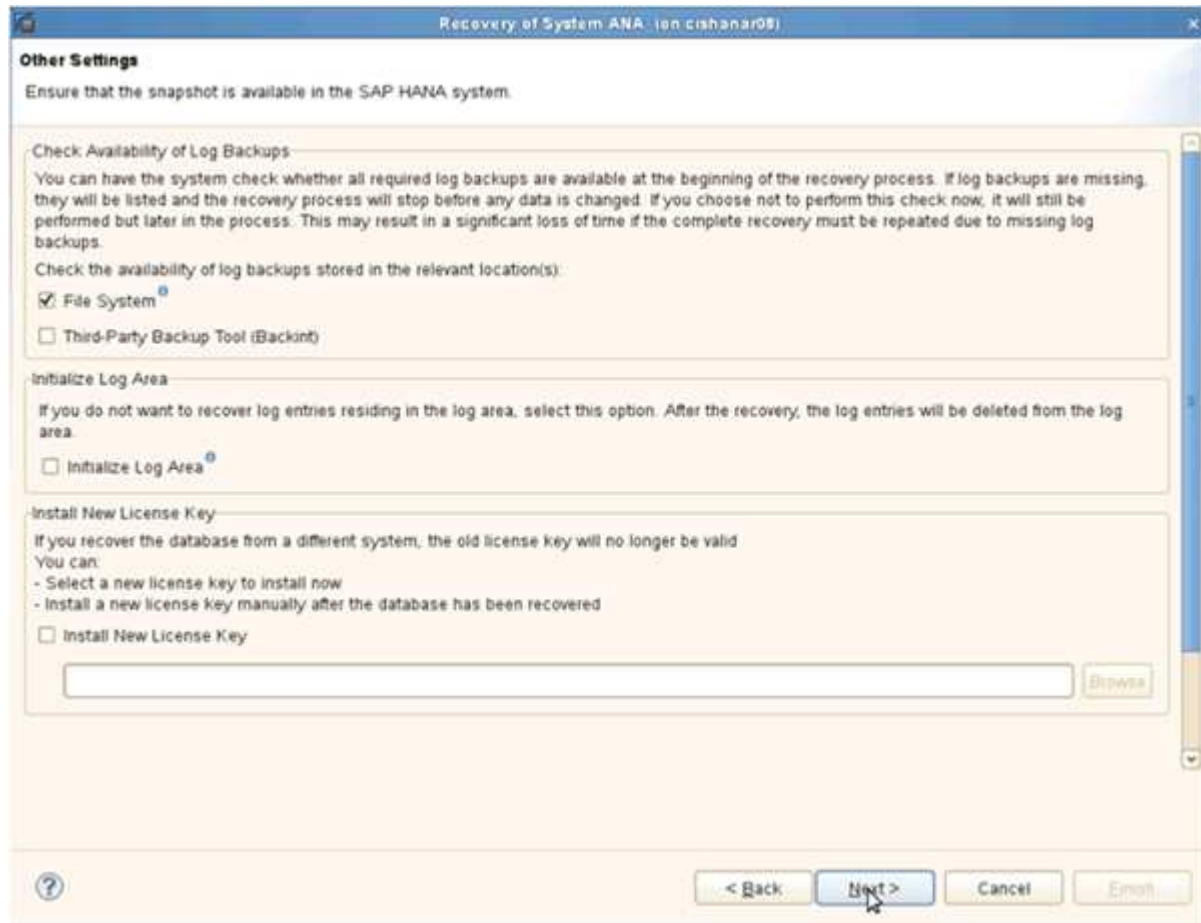 Recovery of System ANA (on cishanar08)
Other Settings
Ensure that the snapshot is available in the SAP HANA system.
Check Availability of Log Backups
You can have the system check whether all required log backups are available at the beginning of the recovery process. If log backups are missing,
they will be listed and the recovery process will stop before any data is changed. If you choose not to perform this check now, it will still be
performed but later in the process. This may result in a significant loss of time if the complete recovery must be repeated due to missing log
backups.
Check the availability of log backups stored in the relevant location(s):
File System
Third-Party Backup Tool (Backint)
Initialize Log Area
If you do not want to recover log entries residing in the log area, select this option. After the recovery, the log entries will be deleted from the log
area.
Initialize Log Area
Install New License Key
If you recover the database from a different system, the old license key will no longer be valid
You can:
- Select a new license key to install now
- Install a new license key manually after the database has been recovered
Install New License Key
Browse
< Back Next > Cancel Finish